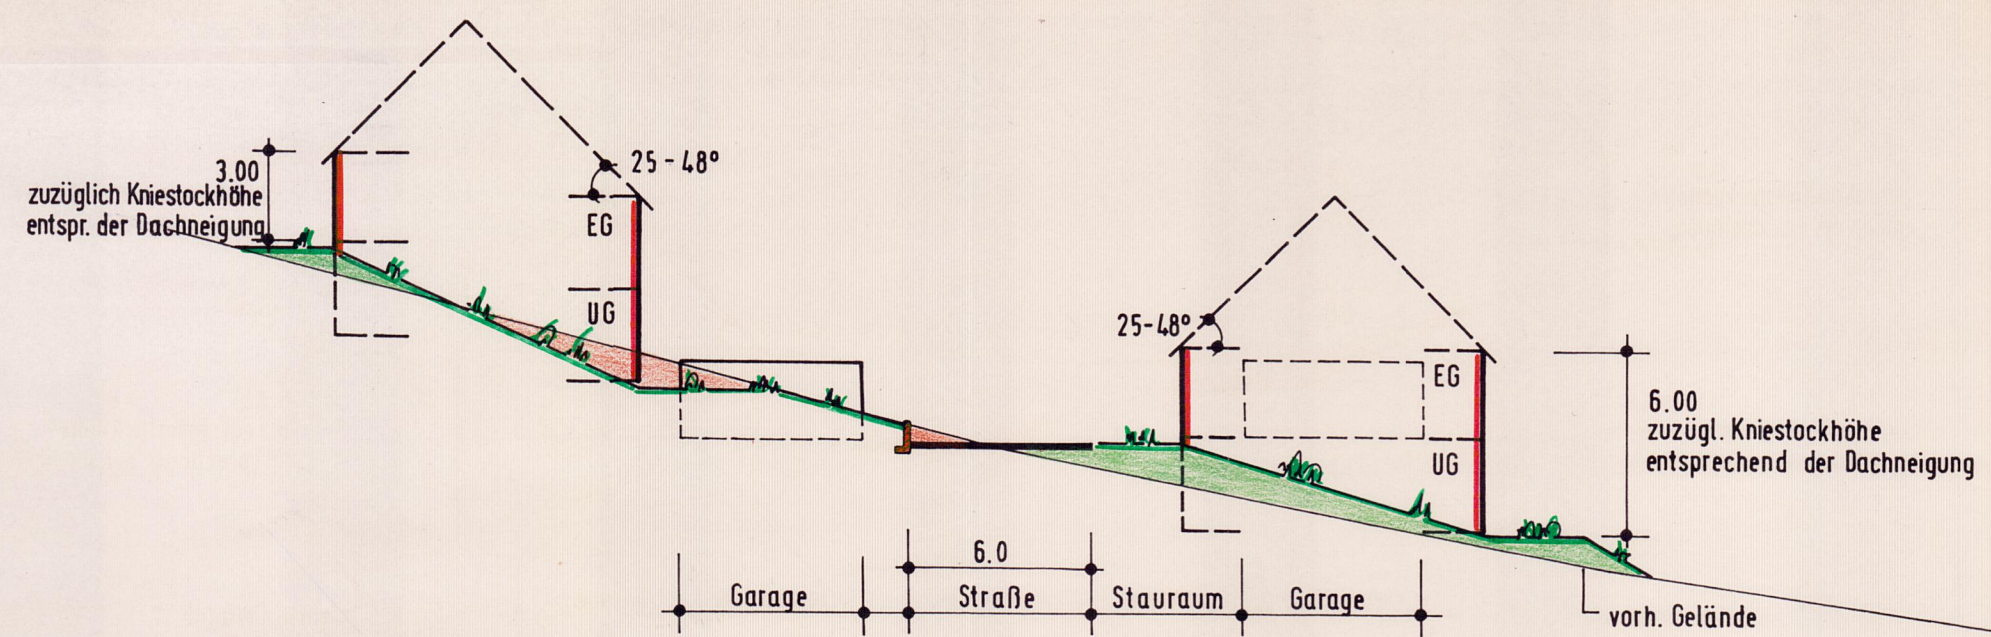 3.00
zuzüglich Kniestockhöhe
entspr. der Dachneigung
25 - 48°
EG
UG
25-48°
EG
UG
6.00
zuzügl. Kniestockhöhe
entsprechend der Dachneigung
6.0
Garage
Straße
Stauraum
Garage
vorh. Gelände